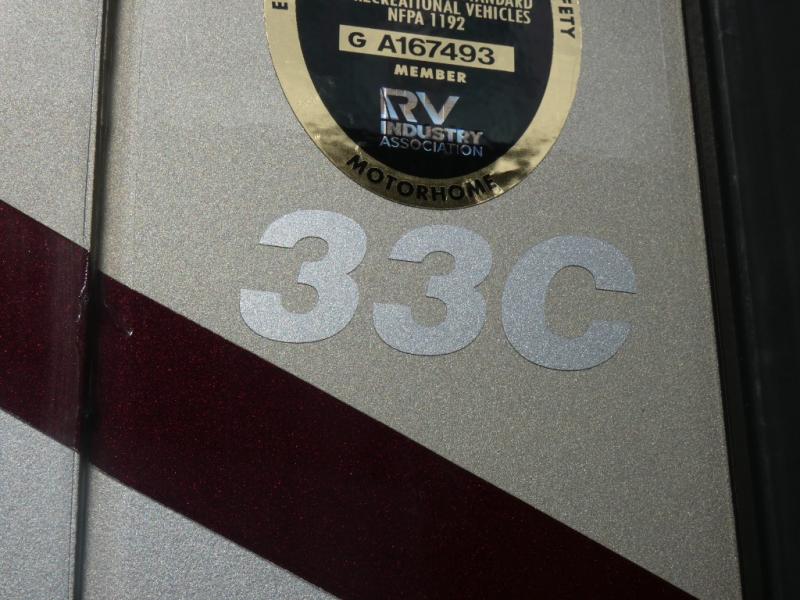 RECREATIONAL VEHICLES
NFPA 1192
G A167493
MEMBER
RV
INDUSTRY
ASSOCIATION
MOTORHOME
33C